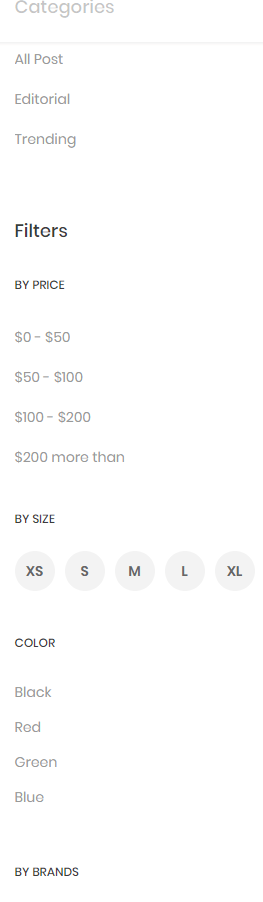 Categories
All Post
Editorial
Trending
Filters
BY PRICE
$0 - $50
$50 - $100
$100 - $200
$200 more than
BY SIZE
XS S M L XL
COLOR
Black
Red
Green
Blue
BY BRANDS